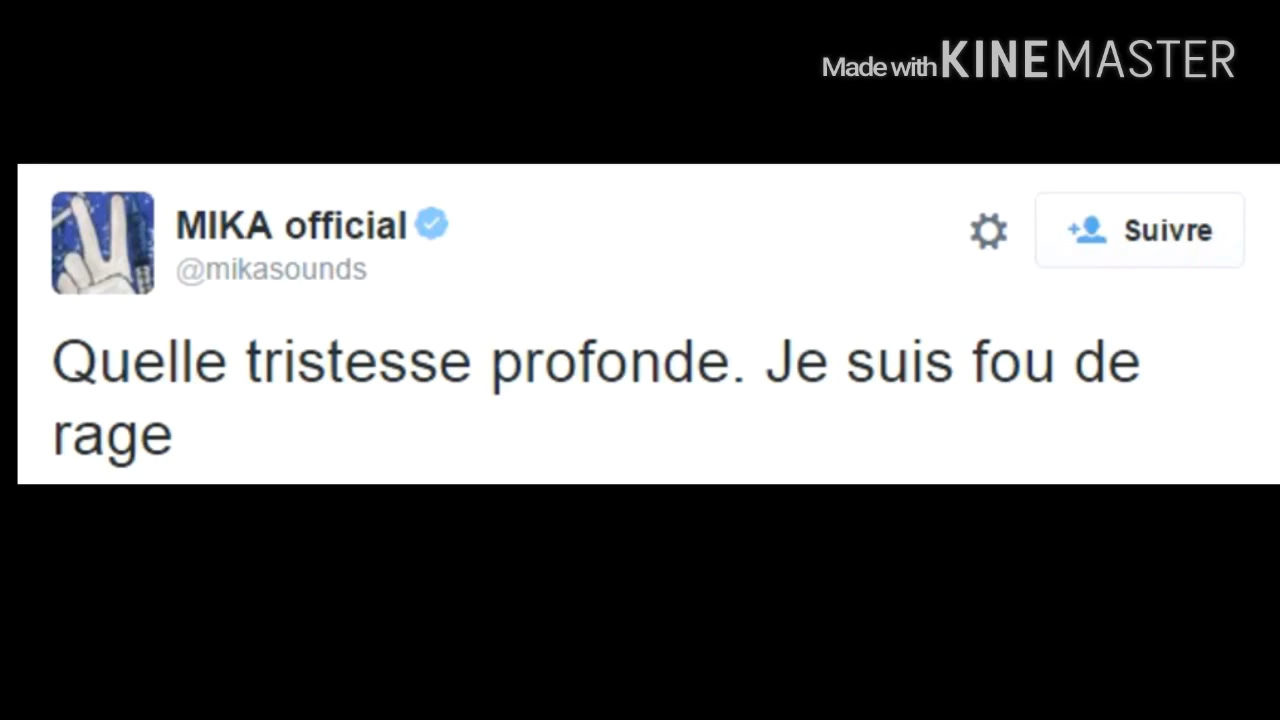 Made with KINEMASTER
MIKA official
@mikasounds
Suivre
Quelle tristesse profonde. Je suis fou de
rage